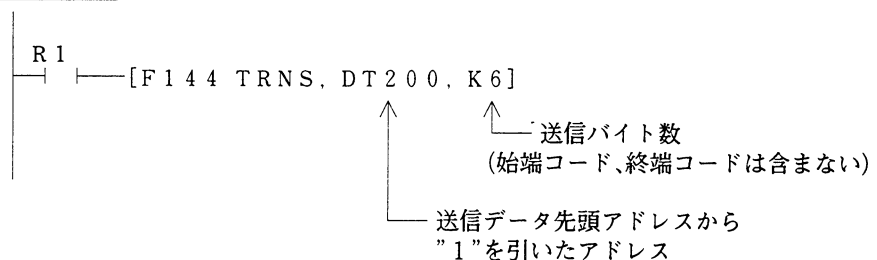 R1
[F144 TRNS, DT200, K6]
送信バイト数
(始端コード、終端コードは含まない)
送信データ先頭アドレスから
"1"を引いたアドレス